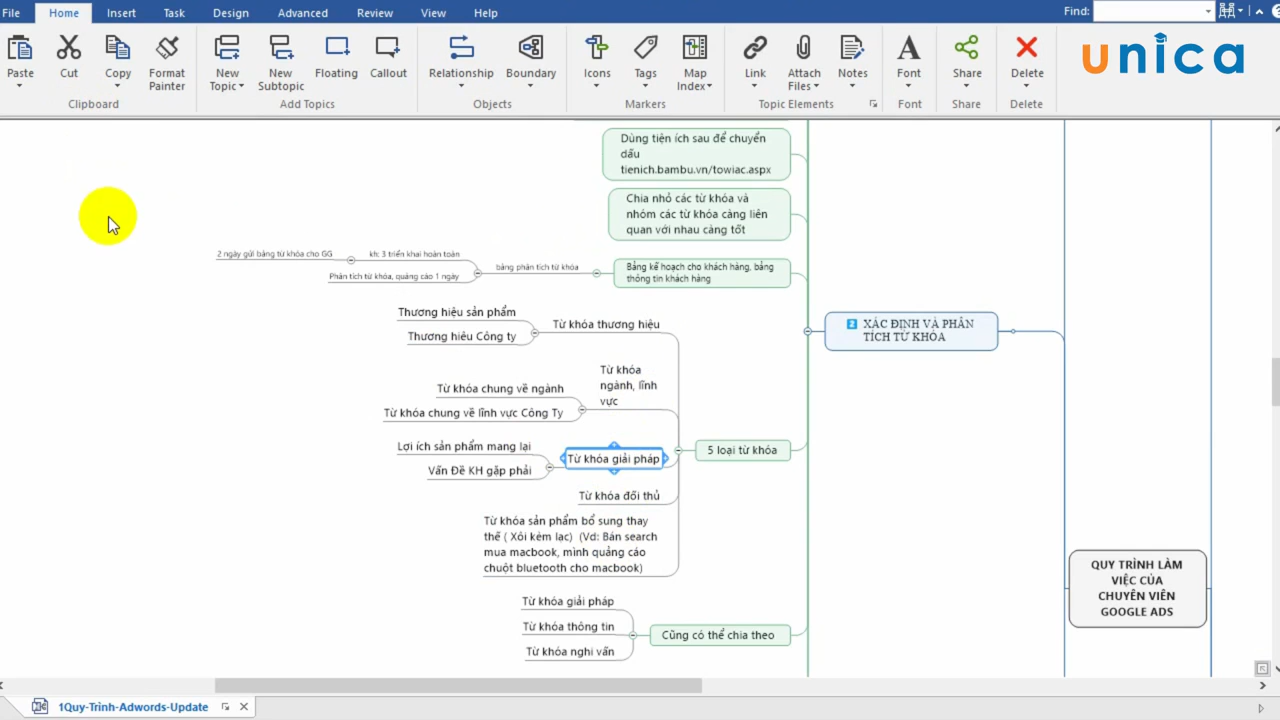 File Home Insert Task Design Advanced Review View Help Find:
Paste Cut Copy Format Painter New Topic New Subtopic Floating Callout Relationship Boundary Icons Tags Map Index Link Attach Files Notes Font Share Delete
Clipboard Add Topics Objects Markers Topic Elements Font Share Delete
unica
Dùng tiện ích sau để chuyển
dấu
tienich.bambu.vn/towiac.aspx
Chia nhỏ các từ khóa và
nhóm các từ khóa càng liên
quan với nhau càng tốt
2 ngày gửi bảng từ khóa cho GG
kh: 3 triển khai hoàn toàn
Phân tích từ khóa, quảng cáo 1 ngày
bảng phân tích từ khóa
Bảng kế hoạch cho khách hàng, bảng
thông tin khách hàng
Thương hiệu sản phẩm
Thương hiêu Công ty
Từ khóa thương hiệu
2 XÁC ĐỊNH VÀ PHÂN
TÍCH TỪ KHÓA
Từ khóa
ngành, lĩnh
vực
Từ khóa chung về ngành
Từ khóa chung về lĩnh vực Công Ty
Lợi ích sản phẩm mang lại
Vấn Đề KH gặp phải
Từ khóa giải pháp
5 loại từ khóa
Từ khóa đối thủ
Từ khóa sản phẩm bổ sung thay
thế ( Xôi kèm lạc) (Vd: Bán search
mua macbook, mình quảng cáo
chuột bluetooth cho macbook)
QUY TRÌNH LÀM
VIỆC CỦA
CHUYÊN VIÊN
GOOGLE ADS
Từ khóa giải pháp
Từ khóa thông tin
Từ khóa nghi vấn
Cũng có thể chia theo
1Quy-Trình-Adwords-Update